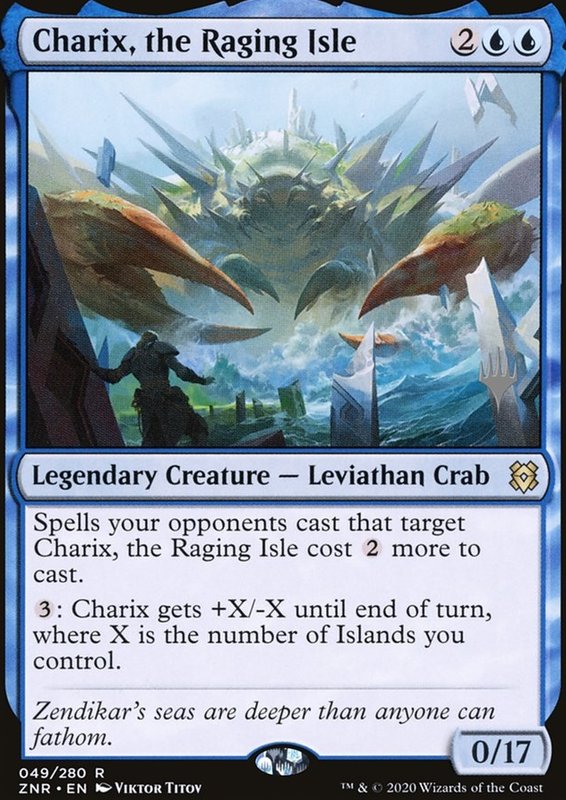 Charix, the Raging Isle 2
Legendary Creature — Leviathan Crab
Spells your opponents cast that target
Charix, the Raging Isle cost 2 more to
cast.
3: Charix gets +X/-X until end of turn,
where X is the number of Islands you
control.
Zendikar’s seas are deeper than anyone can
fathom.
0/17
049/280 R
ZNR • EN Viktor Titov
™ & © 2020 Wizards of the Coast